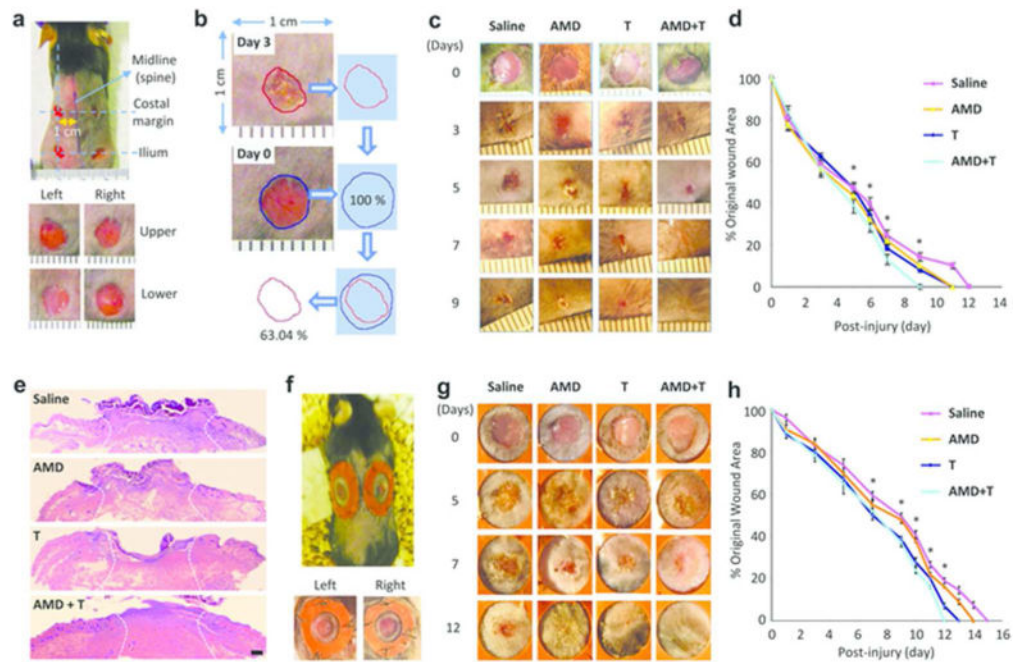 a
Midline
(spine)
Costal
margin
1 cm
Ilium
Left Right
Upper
Lower
b
1 cm
1 cm
Day 3
Day 0
100 %
63.04 %
c
Saline AMD T AMD+T
(Days)
0
3
5
7
9
d
% Original wound Area
100
80
60
40
20
0
0 2 4 6 8 10 12 14
Post-injury (day)
Saline
AMD
T
AMD+T
* * * *
e
Saline
AMD
T
AMD + T
f
Left Right
g
Saline AMD T AMD+T
(Days)
0
5
7
12
h
% Original Wound Area
100
80
60
40
20
0
0 2 4 6 8 10 12 14 16
Post-injury (day)
Saline
AMD
T
AMD+T
* * * * *